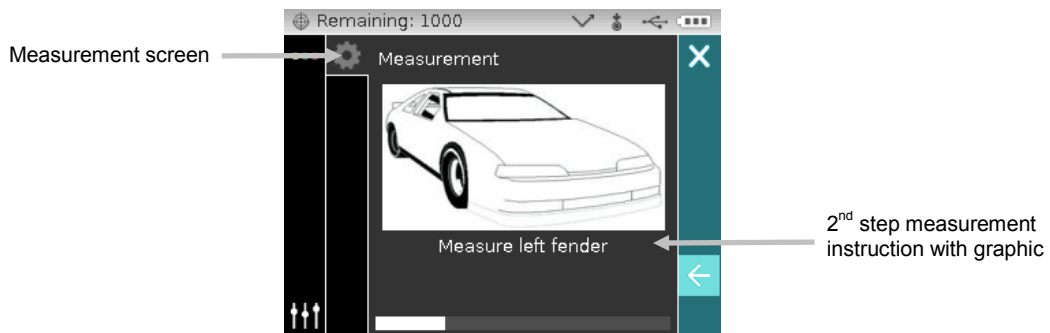 Remaining: 1000
Measurement screen
Measurement
Measure left fender
2nd step measurement
instruction with graphic